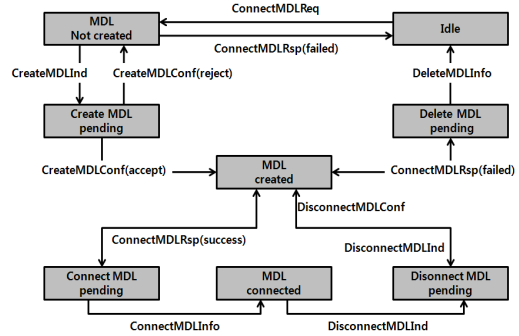 ConnectMDLReq
MDL
Not created
Idle
ConnectMDLRsp(failed)
CreateMDLInd
CreateMDLConf(reject)
DeleteMDLInfo
Create MDL
pending
Delete MDL
pending
CreateMDLConf(accept)
MDL
created
ConnectMDLRsp(failed)
DisconnectMDLConf
ConnectMDLRsp(success)
DisconnectMDLInd
Connect MDL
pending
MDL
connected
Disonnect MDL
pending
ConnectMDLInfo
DisconnectMDLInd